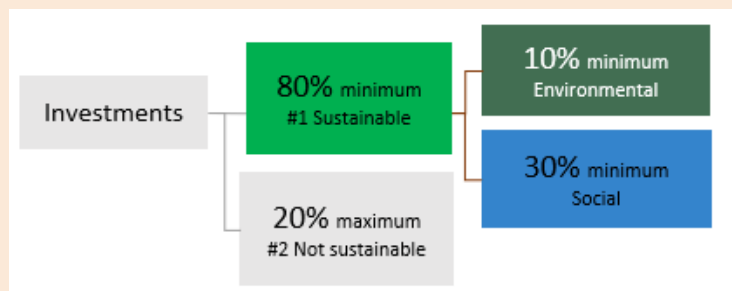 Investments
80% minimum
#1 Sustainable
20% maximum
#2 Not sustainable
10% minimum
Environmental
30% minimum
Social